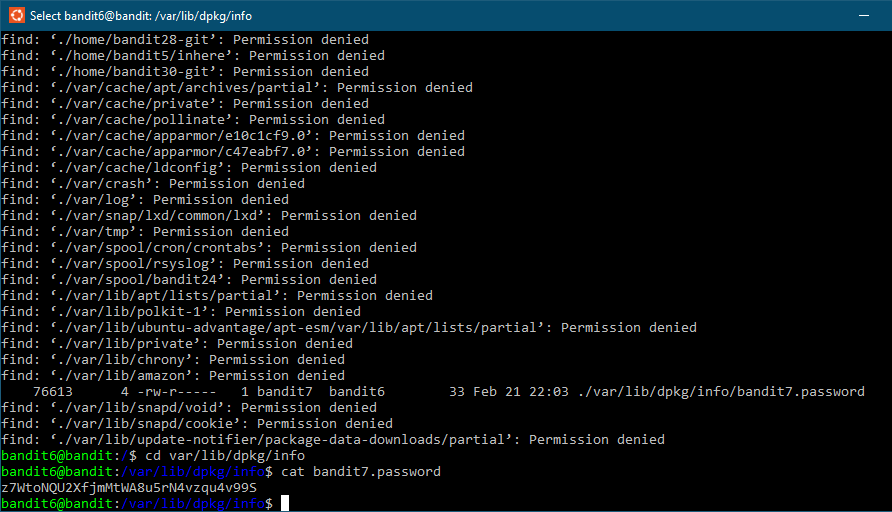 Select bandit6@bandit: /var/lib/dpkg/info
find: ‘./home/bandit28-git’: Permission denied
find: ‘./home/bandit5/inhere’: Permission denied
find: ‘./home/bandit30-git’: Permission denied
find: ‘./var/cache/apt/archives/partial’: Permission denied
find: ‘./var/cache/private’: Permission denied
find: ‘./var/cache/pollinate’: Permission denied
find: ‘./var/cache/apparmor/e10c1cf9.0’: Permission denied
find: ‘./var/cache/apparmor/c47eabf7.0’: Permission denied
find: ‘./var/cache/ldconfig’: Permission denied
find: ‘./var/crash’: Permission denied
find: ‘./var/log’: Permission denied
find: ‘./var/snap/lxd/common/lxd’: Permission denied
find: ‘./var/tmp’: Permission denied
find: ‘./var/spool/cron/crontabs’: Permission denied
find: ‘./var/spool/rsyslog’: Permission denied
find: ‘./var/spool/bandit24’: Permission denied
find: ‘./var/lib/apt/lists/partial’: Permission denied
find: ‘./var/lib/polkit-1’: Permission denied
find: ‘./var/lib/ubuntu-advantage/apt-esm/var/lib/apt/lists/partial’: Permission denied
find: ‘./var/lib/private’: Permission denied
find: ‘./var/lib/chrony’: Permission denied
find: ‘./var/lib/amazon’: Permission denied
    76613      4 -rw-r-----   1 bandit7  bandit6        33 Feb 21 22:03 ./var/lib/dpkg/info/bandit7.password
find: ‘./var/lib/snapd/void’: Permission denied
find: ‘./var/lib/snapd/cookie’: Permission denied
find: ‘./var/lib/update-notifier/package-data-downloads/partial’: Permission denied
bandit6@bandit:/$ cd var/lib/dpkg/info
bandit6@bandit:/var/lib/dpkg/info$ cat bandit7.password
z7WtoNQU2XfjmMtWA8u5rN4vzqu4v99S
bandit6@bandit:/var/lib/dpkg/info$